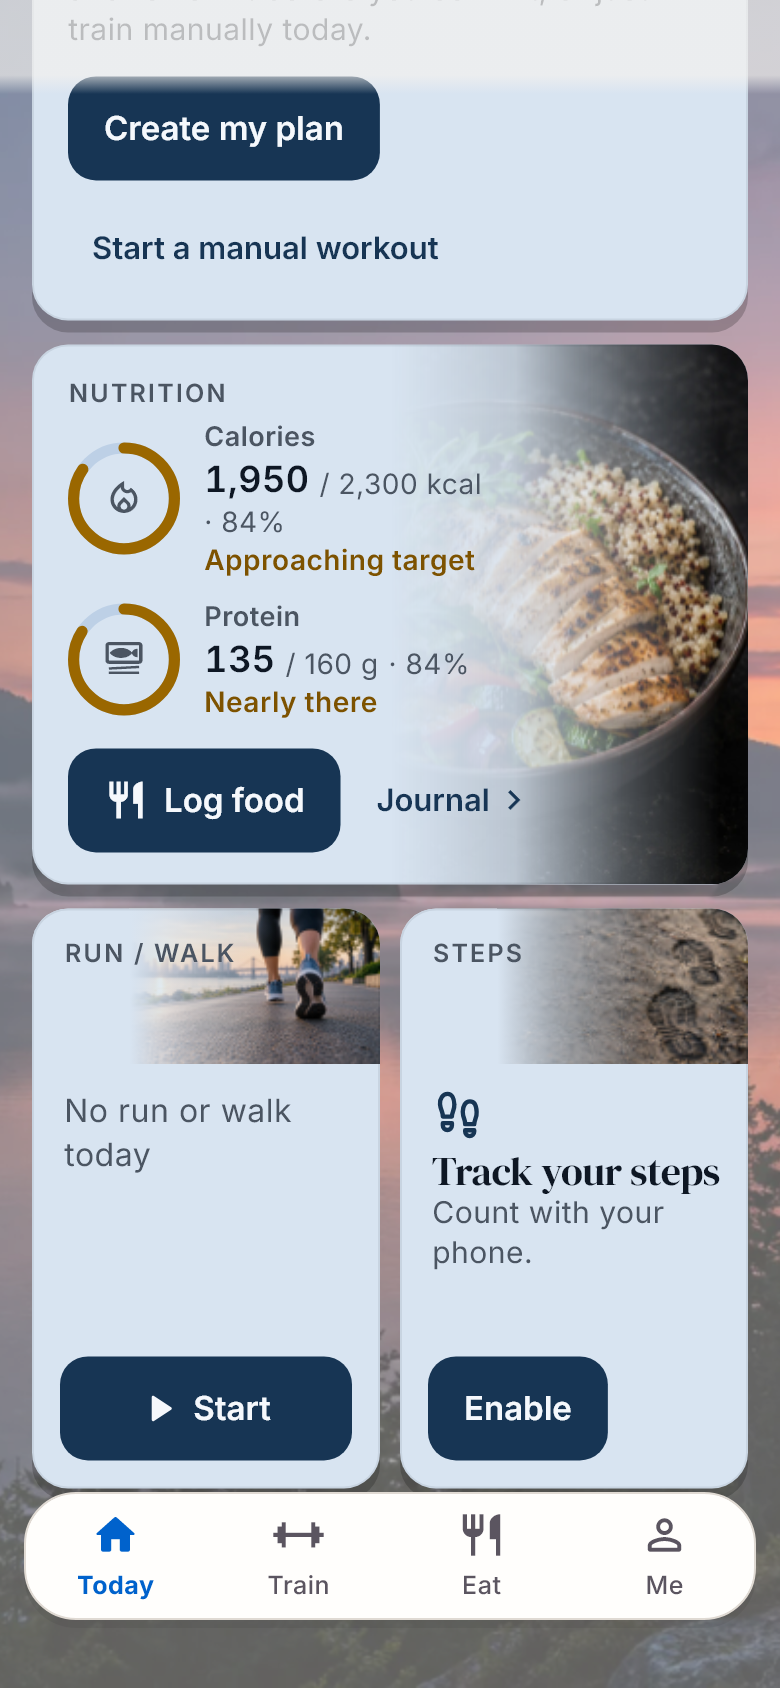 train manually today.
Create my plan
Start a manual workout
NUTRITION
Calories
1,950 / 2,300 kcal
· 84%
Approaching target
Protein
135 / 160 g · 84%
Nearly there
Log food
Journal
RUN / WALK
No run or walk
today
Start
STEPS
Track your steps
Count with your
phone.
Enable
Today
Train
Eat
Me